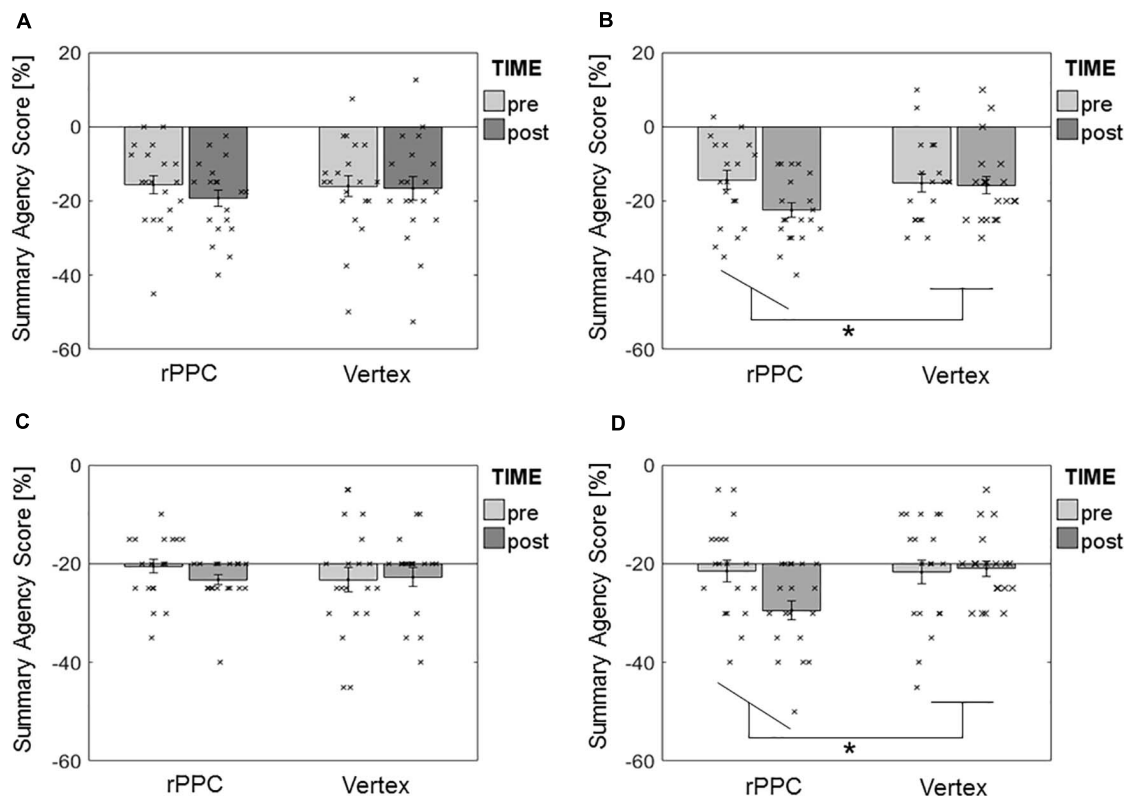 A
Summary Agency Score [%]
20
0
-20
-40
-60
rPPC
Vertex
TIME
pre
post
B
Summary Agency Score [%]
20
0
-20
-40
-60
*
rPPC
Vertex
TIME
pre
post
C
Summary Agency Score [%]
0
-20
-40
-60
rPPC
Vertex
TIME
pre
post
D
Summary Agency Score [%]
0
-20
-40
-60
*
rPPC
Vertex
TIME
pre
post